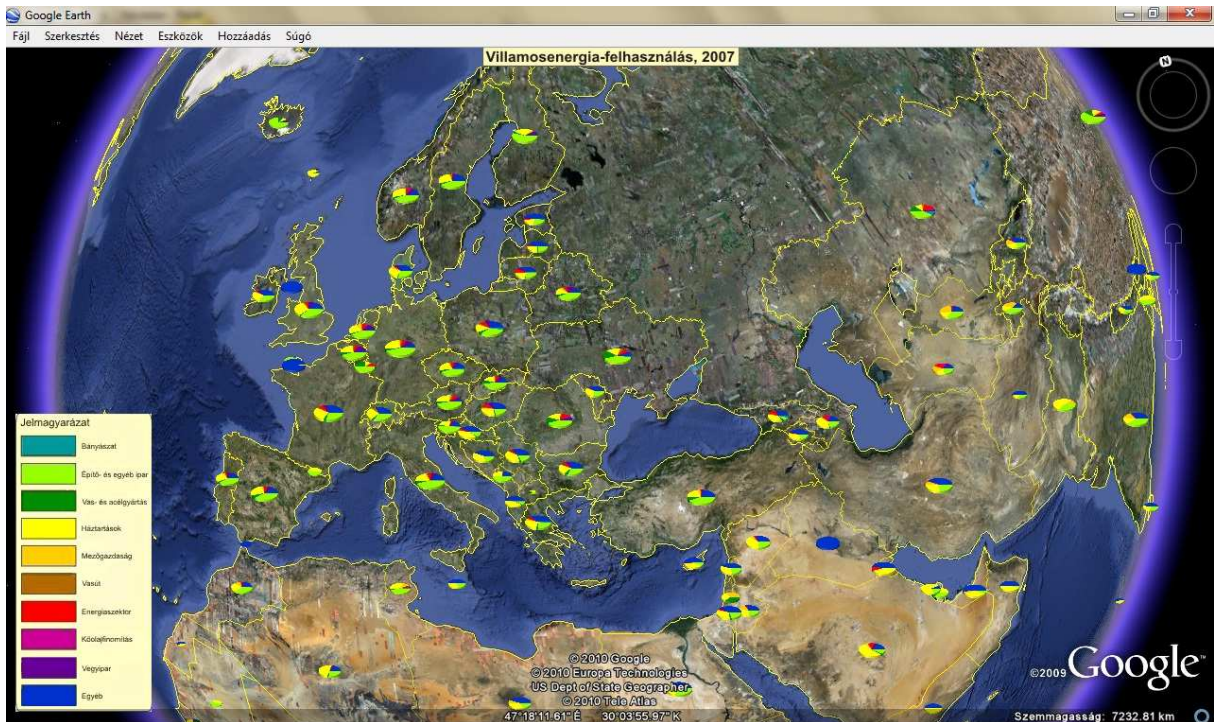 Google Earth
Fájl Szerkesztés Nézet Eszközök Hozzáadás Súgó
Villamosenergia-felhasználás, 2007
N
Jelmagyarázat
Bányászat
Építő- és egyéb ipar
Vas- és acélgyártás
Háztartások
Mezőgazdaság
Vasút
Energiaszektor
Kőolajfinomítás
Vegyipar
Egyéb
© 2010 Google
© 2010 Europa Technologies
US Dept of State Geographer
© 2010 Tele Atlas
©2009 Google™
47°18'11.61" É 30°03'55.97" K
Szemmagasság: 7232.81 km